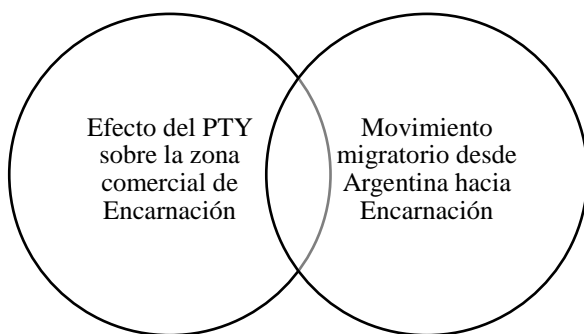 Efecto del PTY
sobre la zona
comercial de
Encarnación
Movimiento
migratorio desde
Argentina hacia
Encarnación